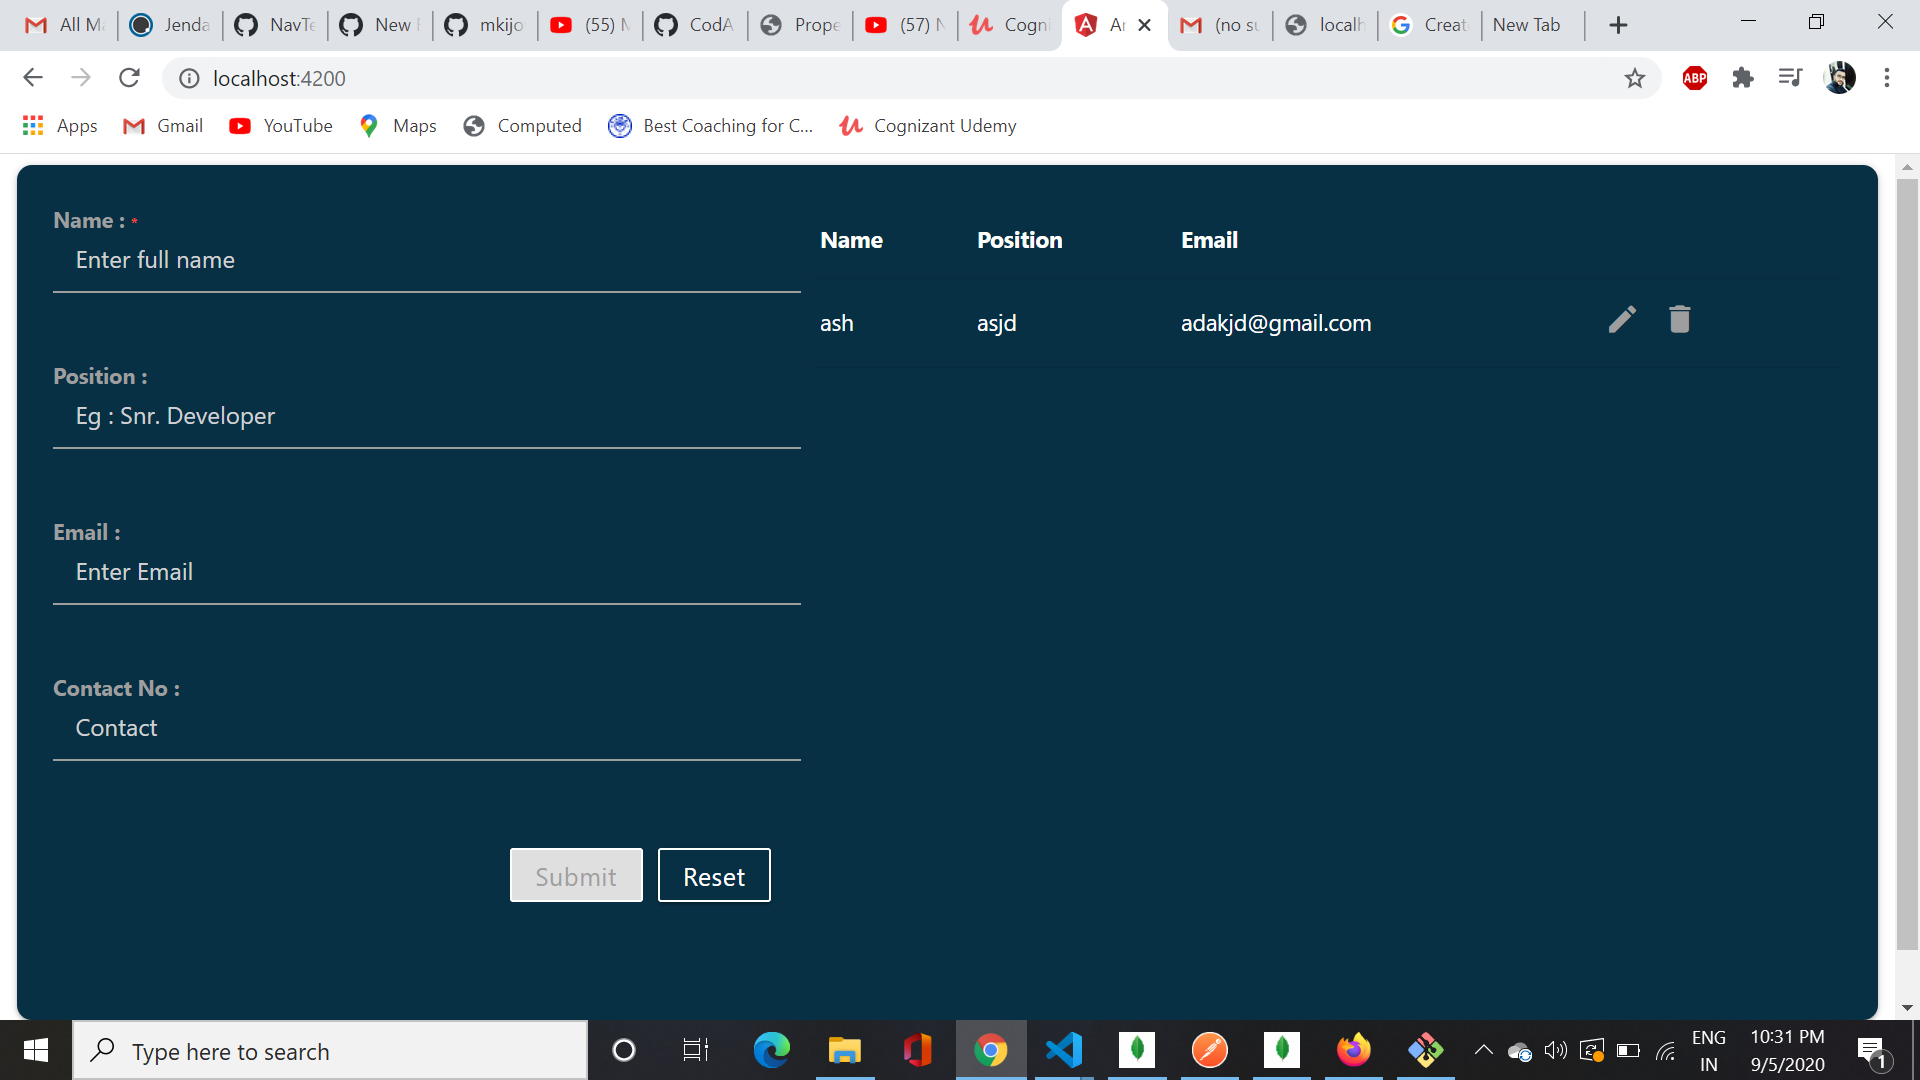 All M
Jenda
NavTe
New
mkijo
(55)
CodA
Prope
(57)
Cogni
(no su
localh
Creat
New Tab
localhost:4200
ABP
Apps
Gmail
YouTube
Maps
Computed
Best Coaching for C...
Cognizant Udemy
Name : *
Enter full name
Position :
Eg : Snr. Developer
Email :
Enter Email
Contact No :
Contact
Submit
Reset
Name Position Email
ash asjd adakjd@gmail.com
Type here to search
ENG
IN
10:31 PM
9/5/2020
1